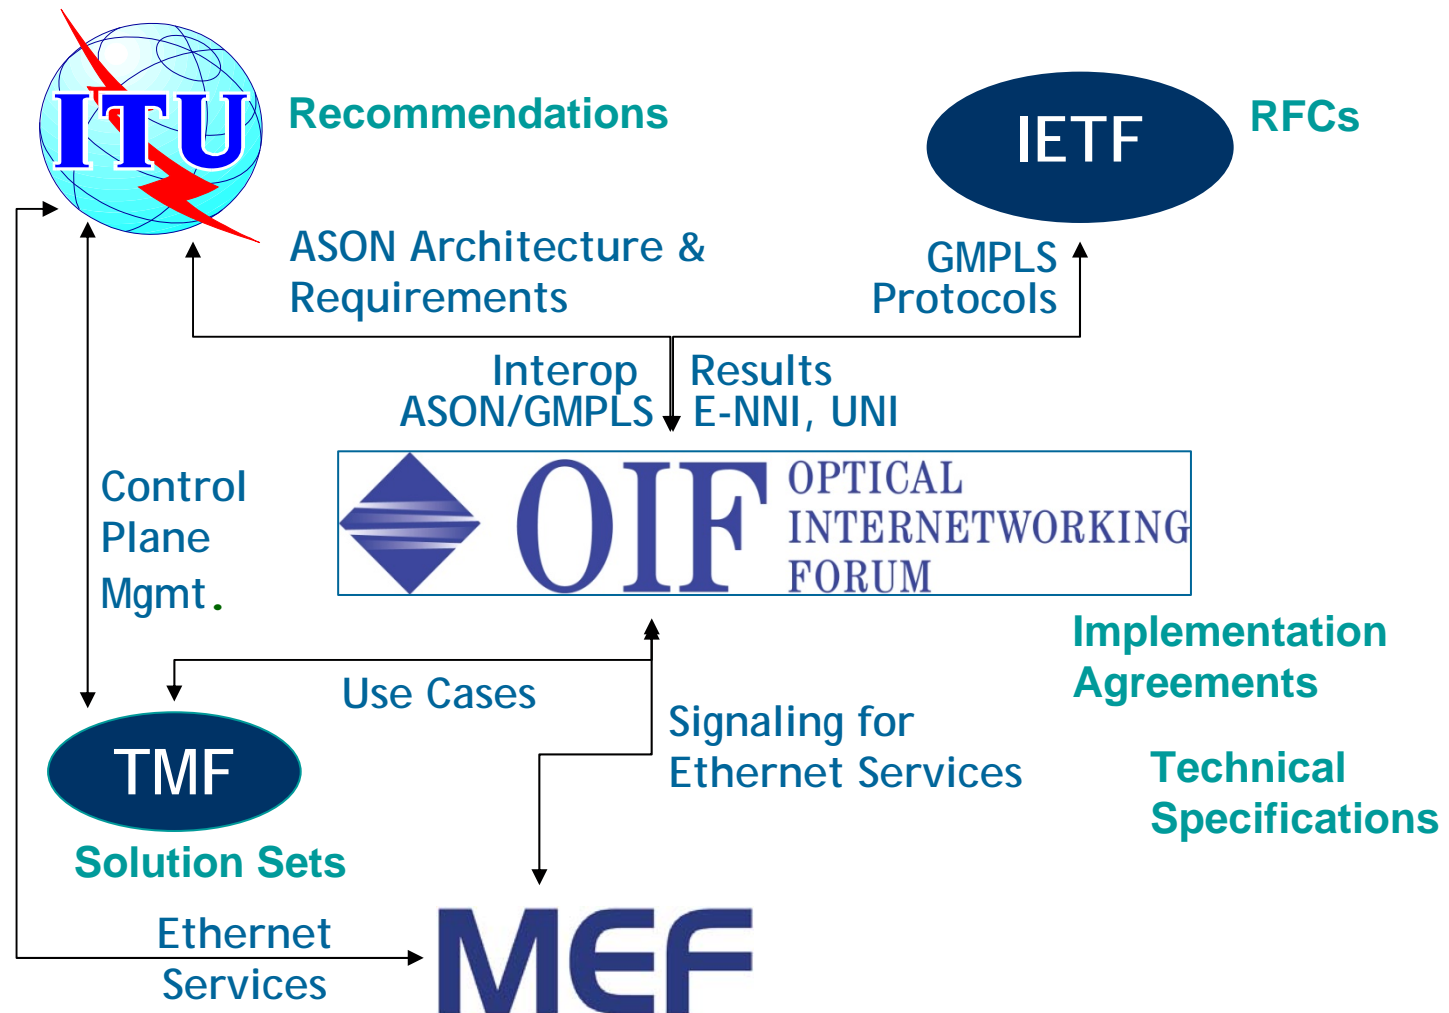 ITU
Recommendations
IETF
RFCs
ASON Architecture &
Requirements
GMPLS
Protocols
Interop Results
ASON/GMPLS E-NNI, UNI
Control
Plane
Mgmt.
OIF
OPTICAL
INTERNETWORKING
FORUM
Implementation
Agreements
Use Cases
Signaling for
Ethernet Services
TMF
Technical
Specifications
Solution Sets
Ethernet
Services
MEF